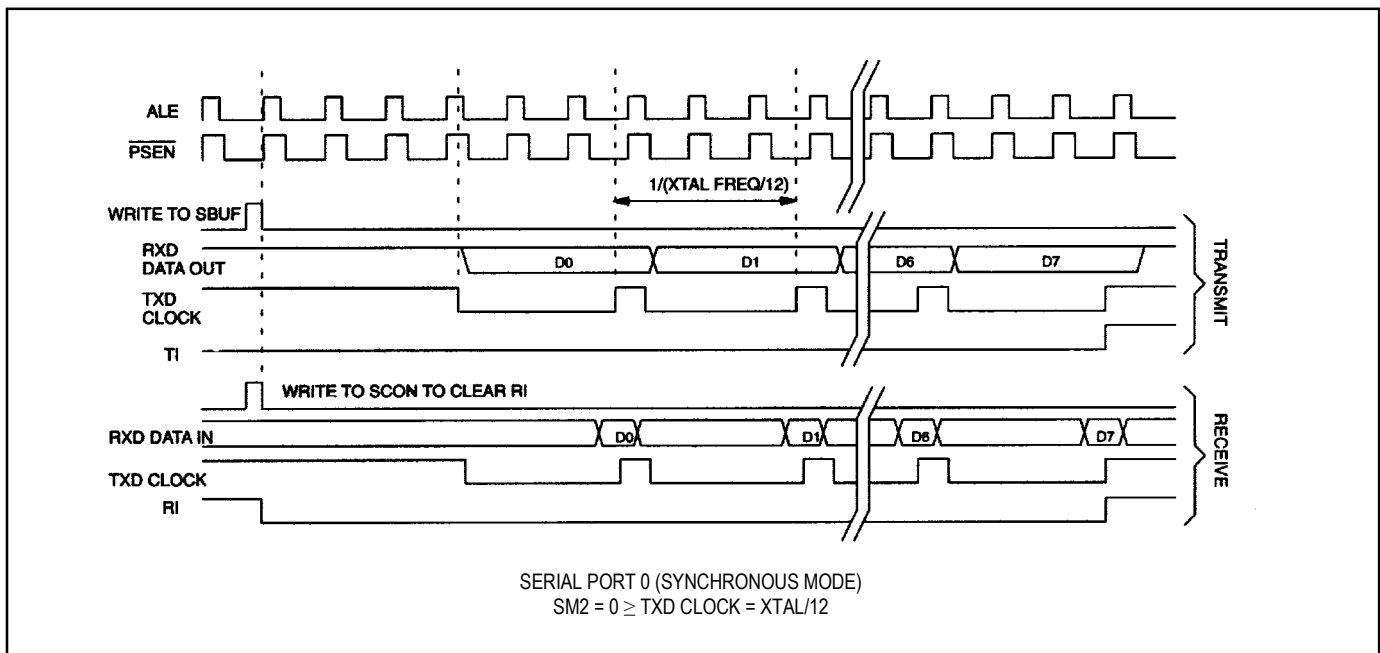 ALE
PSEN
1/(XTAL FREQ/12)
WRITE TO SBUF
RXD
DATA OUT
D0
D1
D6
D7
TXD
CLOCK
TI
TRANSMIT
WRITE TO SCON TO CLEAR RI
RXD DATA IN
D0
D1
D6
D7
TXD CLOCK
RI
RECEIVE
SERIAL PORT 0 (SYNCHRONOUS MODE)
SM2 = 0 ≥ TXD CLOCK = XTAL/12